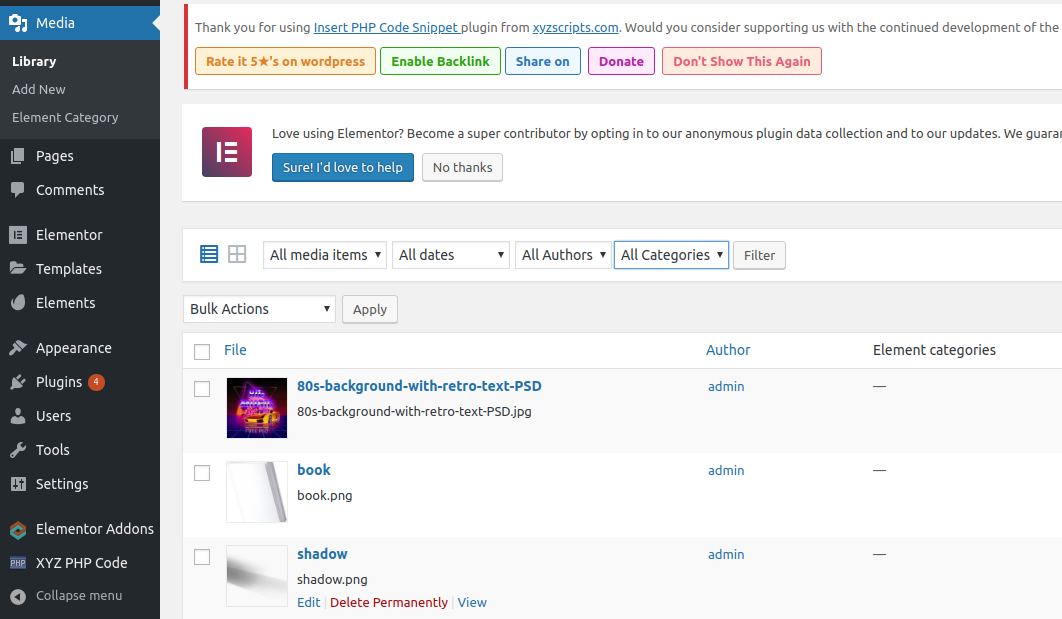 Media
Library
Add New
Element Category
Pages
Comments
Elementor
Templates
Elements
Appearance
Plugins 4
Users
Tools
Settings
Elementor Addons
PHP XYZ PHP Code
Collapse menu
Thank you for using Insert PHP Code Snippet plugin from xyzscripts.com. Would you consider supporting us with the continued development of the
Rate it 5★'s on wordpress Enable Backlink Share on Donate Don't Show This Again
Love using Elementor? Become a super contributor by opting in to our anonymous plugin data collection and to our updates. We
Sure! I'd love to help No thanks
All media items All dates All Authors All Categories Filter
Bulk Actions Apply
File Author Element categories
80s-background-with-retro-text-PSD admin —
80s-background-with-retro-text-PSD.jpg
book admin —
book.png
shadow admin —
shadow.png
Edit | Delete Permanently | View